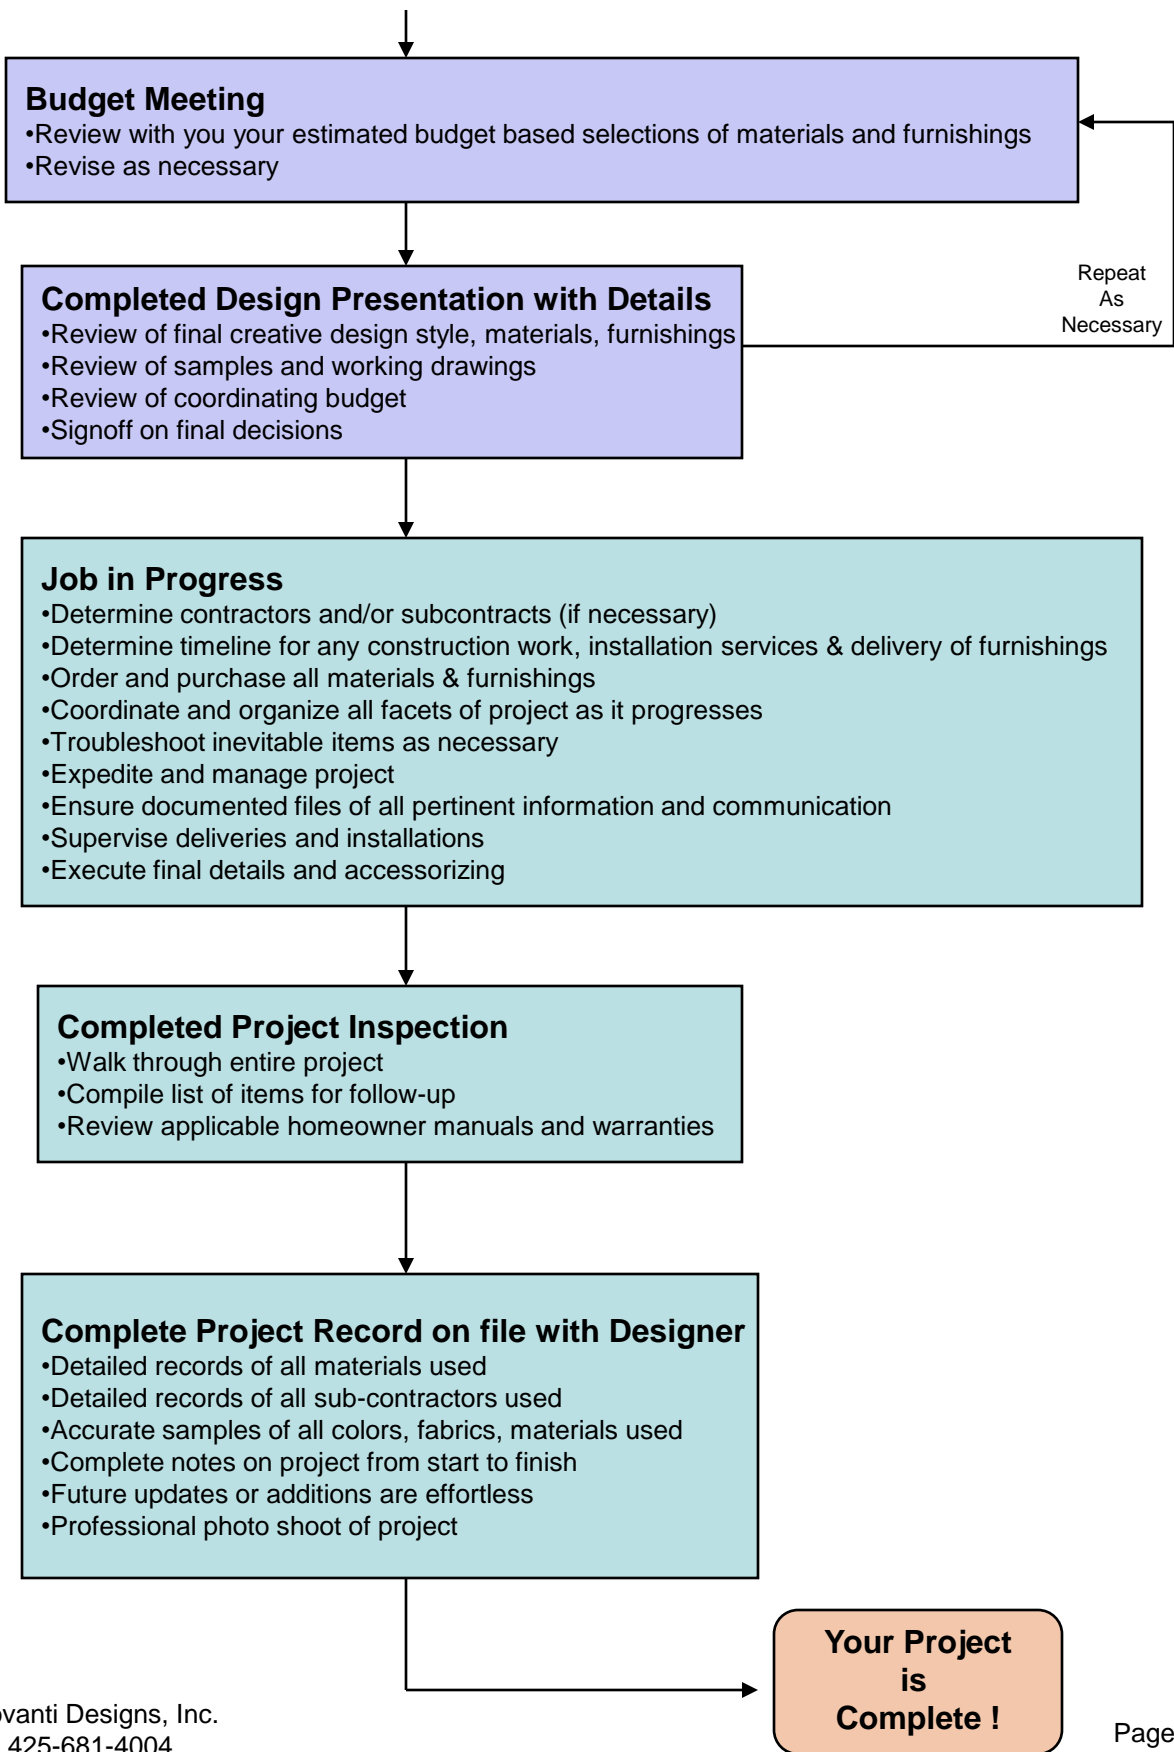 Budget Meeting
•Review with you your estimated budget based selections of materials and furnishings
•Revise as necessary
Repeat
As
Necessary
Completed Design Presentation with Details
•Review of final creative design style, materials, furnishings
•Review of samples and working drawings
•Review of coordinating budget
•Signoff on final decisions
Job in Progress
•Determine contractors and/or subcontracts (if necessary)
•Determine timeline for any construction work, installation services & delivery of furnishings
•Order and purchase all materials & furnishings
•Coordinate and organize all facets of project as it progresses
•Troubleshoot inevitable items as necessary
•Expedite and manage project
•Ensure documented files of all pertinent information and communication
•Supervise deliveries and installations
•Execute final details and accessorizing
Completed Project Inspection
•Walk through entire project
•Compile list of items for follow-up
•Review applicable homeowner manuals and warranties
Complete Project Record on file with Designer
•Detailed records of all materials used
•Detailed records of all sub-contractors used
•Accurate samples of all colors, fabrics, materials used
•Complete notes on project from start to finish
•Future updates or additions are effortless
•Professional photo shoot of project
Your Project
is
Complete !
Designs, Inc.
425-681-4004
Page